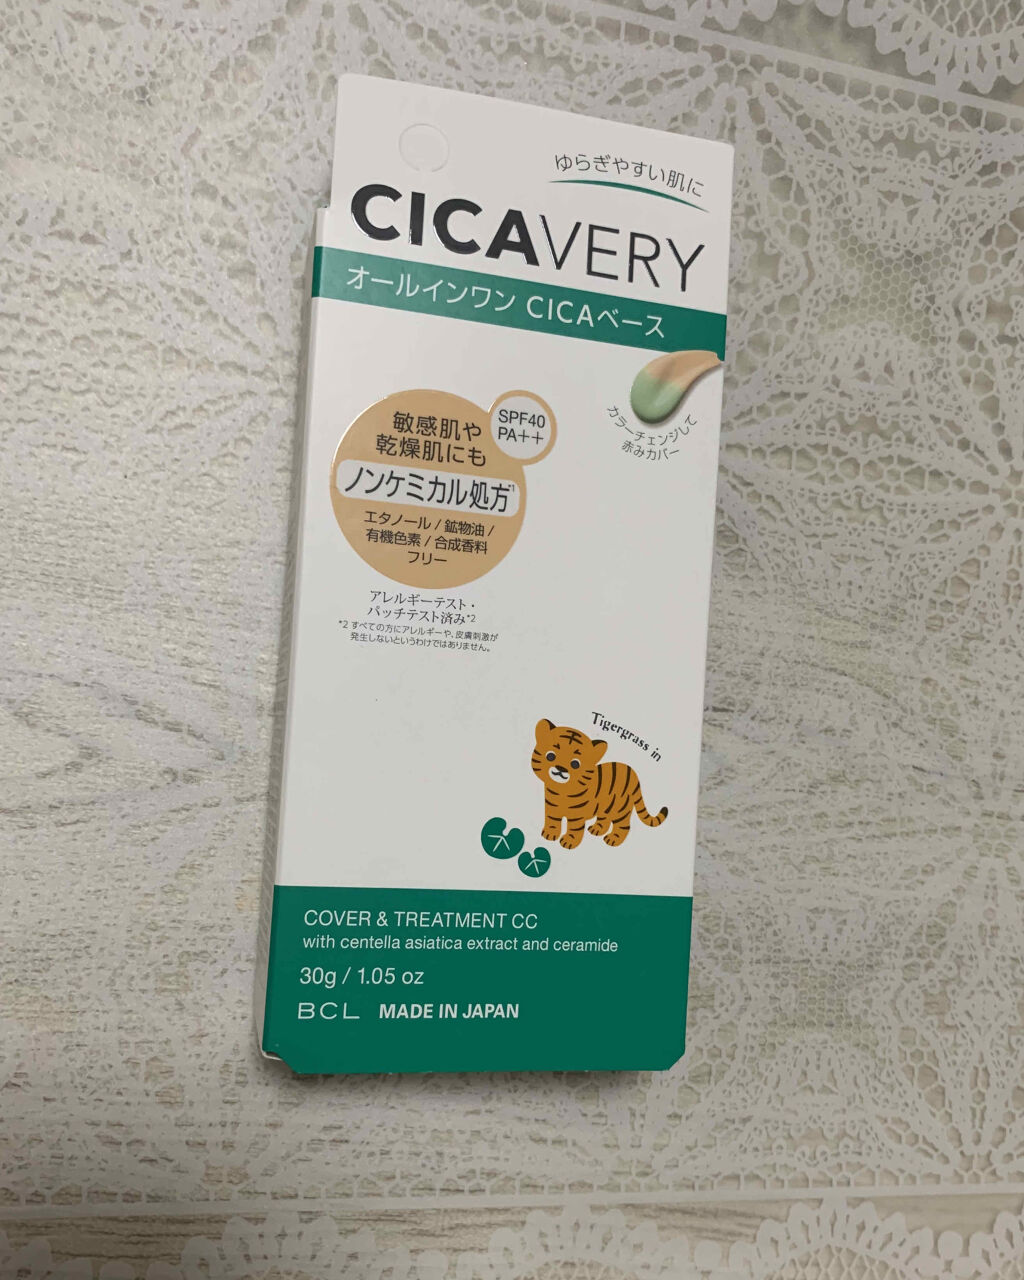 ゆらぎやすい肌に
CICAVERY
オールインワン CICAベース
カラーチェンジして
赤みカバー
SPF40
PA++
敏感肌や
乾燥肌にも
ノンケミカル処方*1
エタノール / 鉱物油 /
有機色素 / 合成香料
フリー
アレルギーテスト・
パッチテスト済み*2
*2 すべての方にアレルギーや、皮膚刺激が
発生しないというわけではありません。
Tigergrass in
COVER & TREATMENT CC
with centella asiatica extract and ceramide
30g / 1.05 oz
BCL MADE IN JAPAN